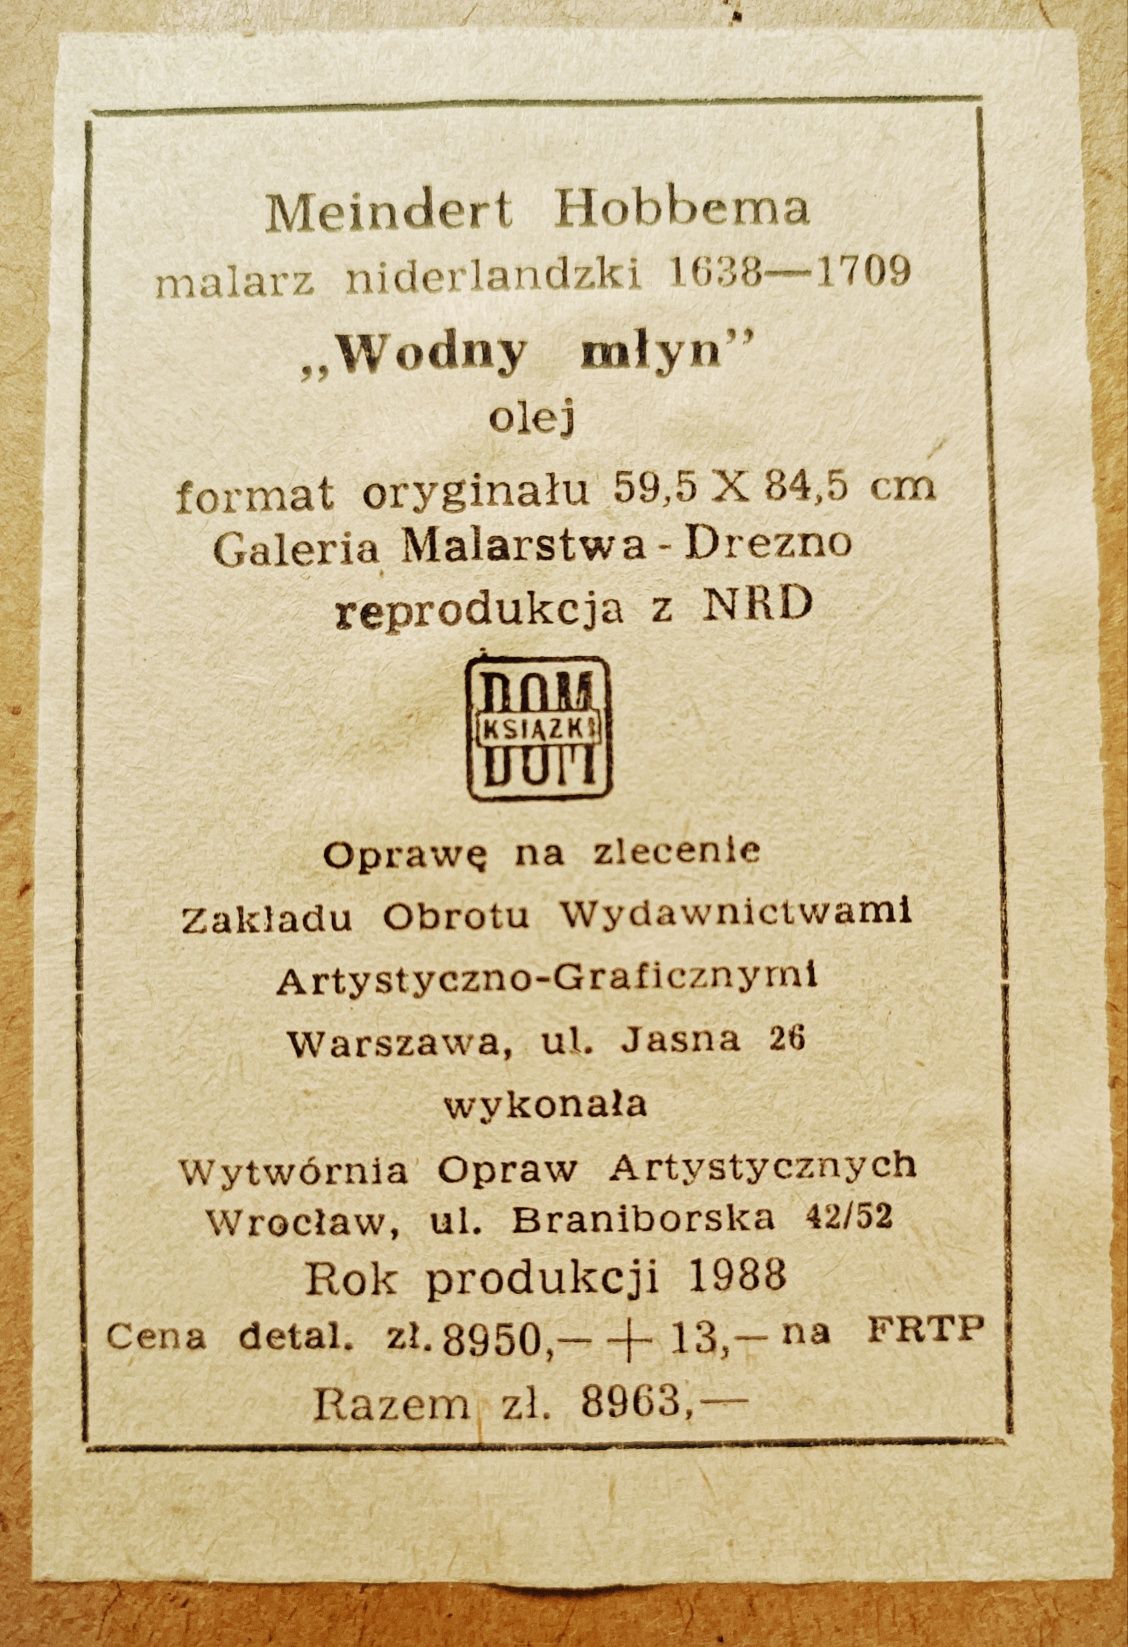 Meindert Hobbema
malarz niderlandzki 1638—1709
„Wodny młyn”
olej
format oryginału 59,5 X 84,5 cm
Galeria Malarstwa - Drezno
reprodukcja z NRD
DOM
KSIĄŻKI
DOM
Oprawę na zlecenie
Zakładu Obrotu Wydawnictwami
Artystyczno-Graficznymi
Warszawa, ul. Jasna 26
wykonała
Wytwórnia Opraw Artystycznych
Wrocław, ul. Braniborska 42/52
Rok produkcji 1988
Cena detal. zł. 8950,— + 13,— na FRTP
Razem zł. 8963,—